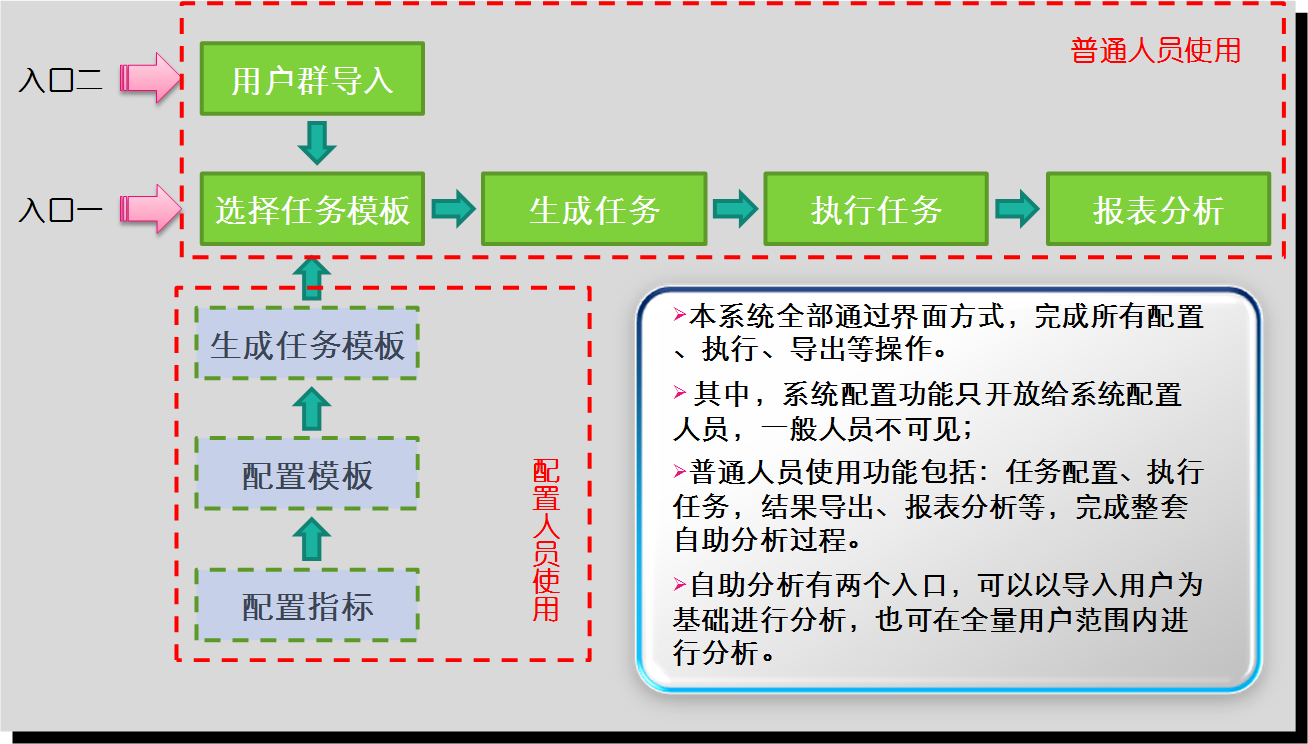 普通人员使用
入口二
用户群导入
入口一
选择任务模板
生成任务
执行任务
报表分析
生成任务模板
配置模板
配置指标
配置人员使用
➢本系统全部通过界面方式，完成所有配置
、执行、导出等操作。
➢ 其中，系统配置功能只开放给系统配置
人员，一般人员不可见；
➢普通人员使用功能包括：任务配置、执行
任务，结果导出、报表分析等，完成整套
自助分析过程。
➢自助分析有两个入口，可以以导入用户为
基础进行分析，也可在全量用户范围内进
行分析。